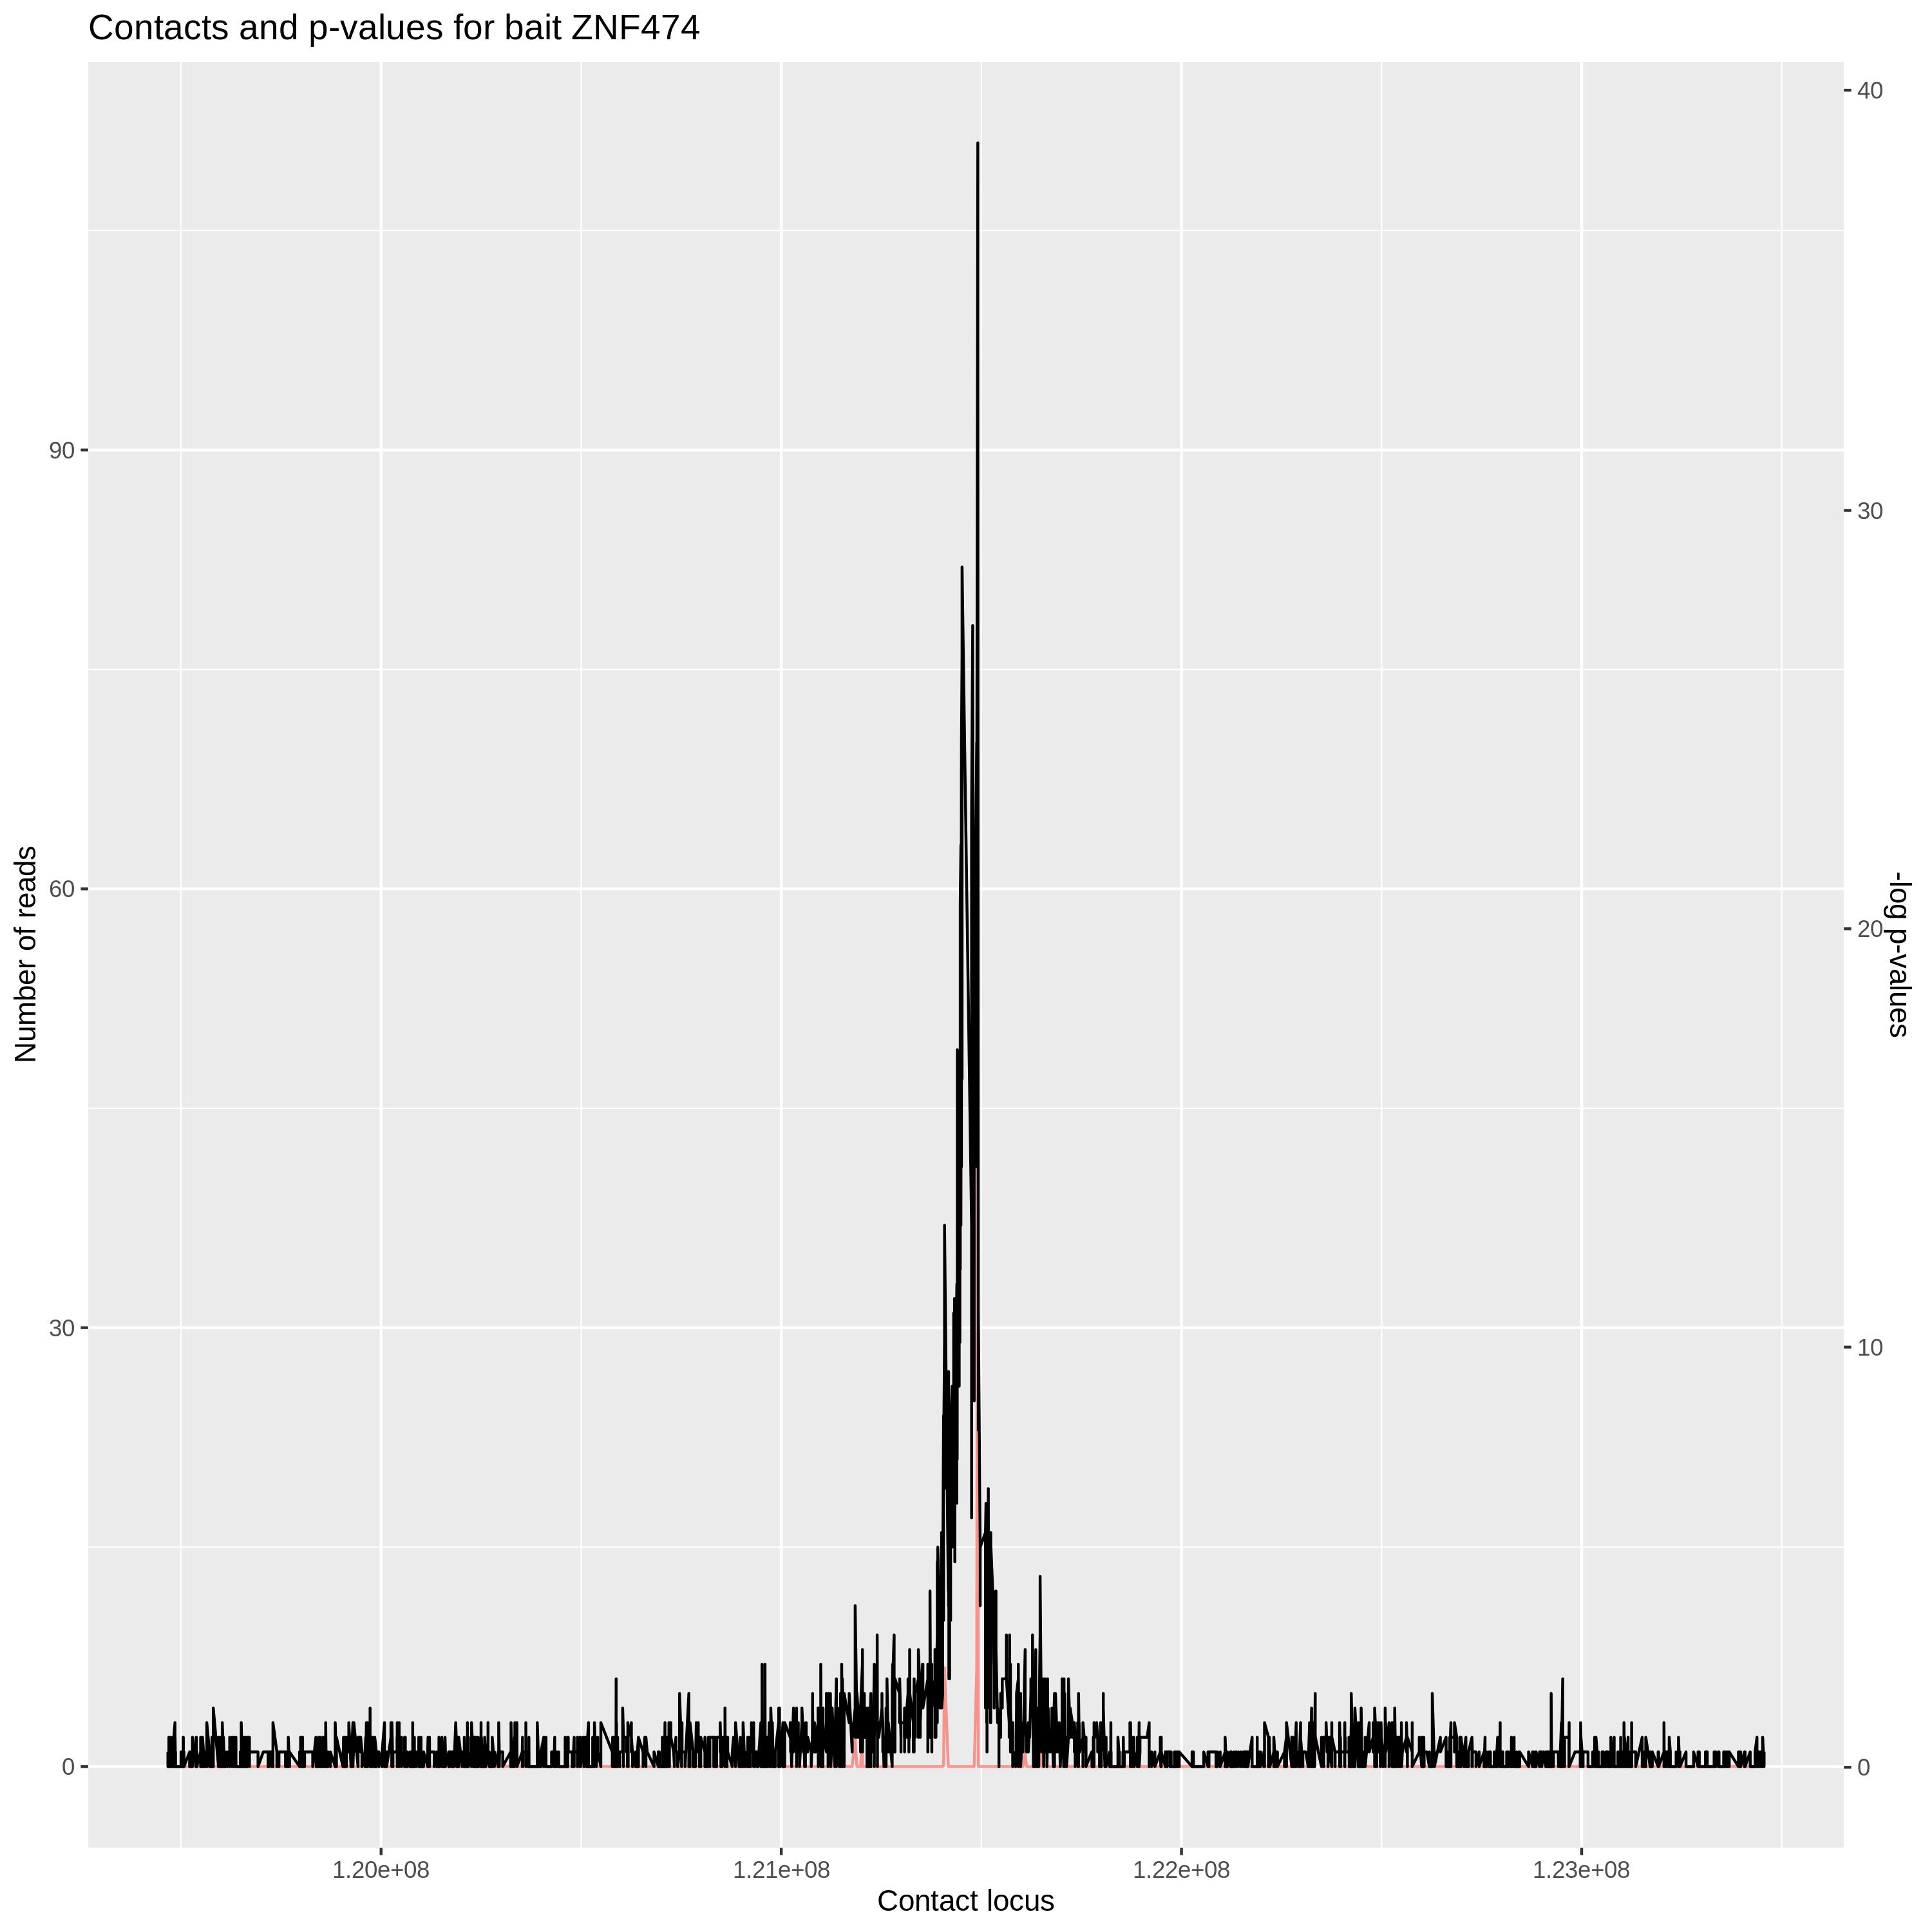 Contacts and p-values for bait ZNF474
40
90
30
Number of reads
60
-log p-values
20
30
10
0
0
1.20e+08
1.21e+08
1.22e+08
1.23e+08
Contact locus